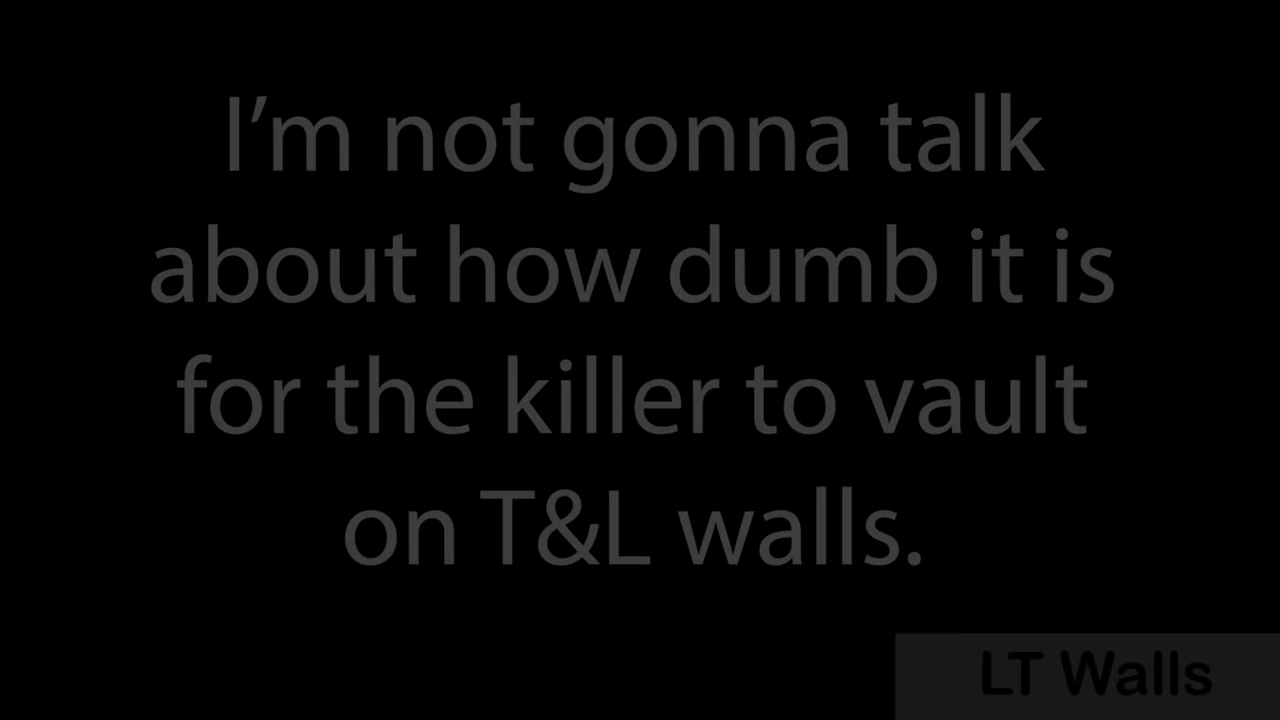 I’m not gonna talk
about how dumb it is
for the killer to vault
on T&L walls.
LT Walls